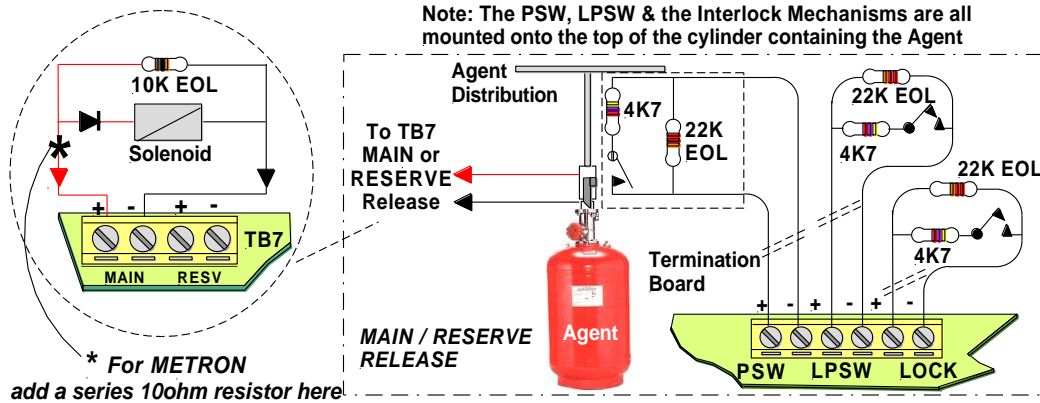 Note: The PSW, LPSW & the Interlock Mechanisms are all
mounted onto the top of the cylinder containing the Agent
10K EOL
Solenoid
*
+ - + -
TB7
MAIN RESV
* For METRON
add a series 10ohm resistor here
Agent
Distribution
To TB7
MAIN or
RESERVE
Release
4K7
22K
EOL
22K EOL
4K7
22K EOL
4K7
Termination
Board
Agent
MAIN / RESERVE
RELEASE
+ - + - + -
PSW LPSW LOCK